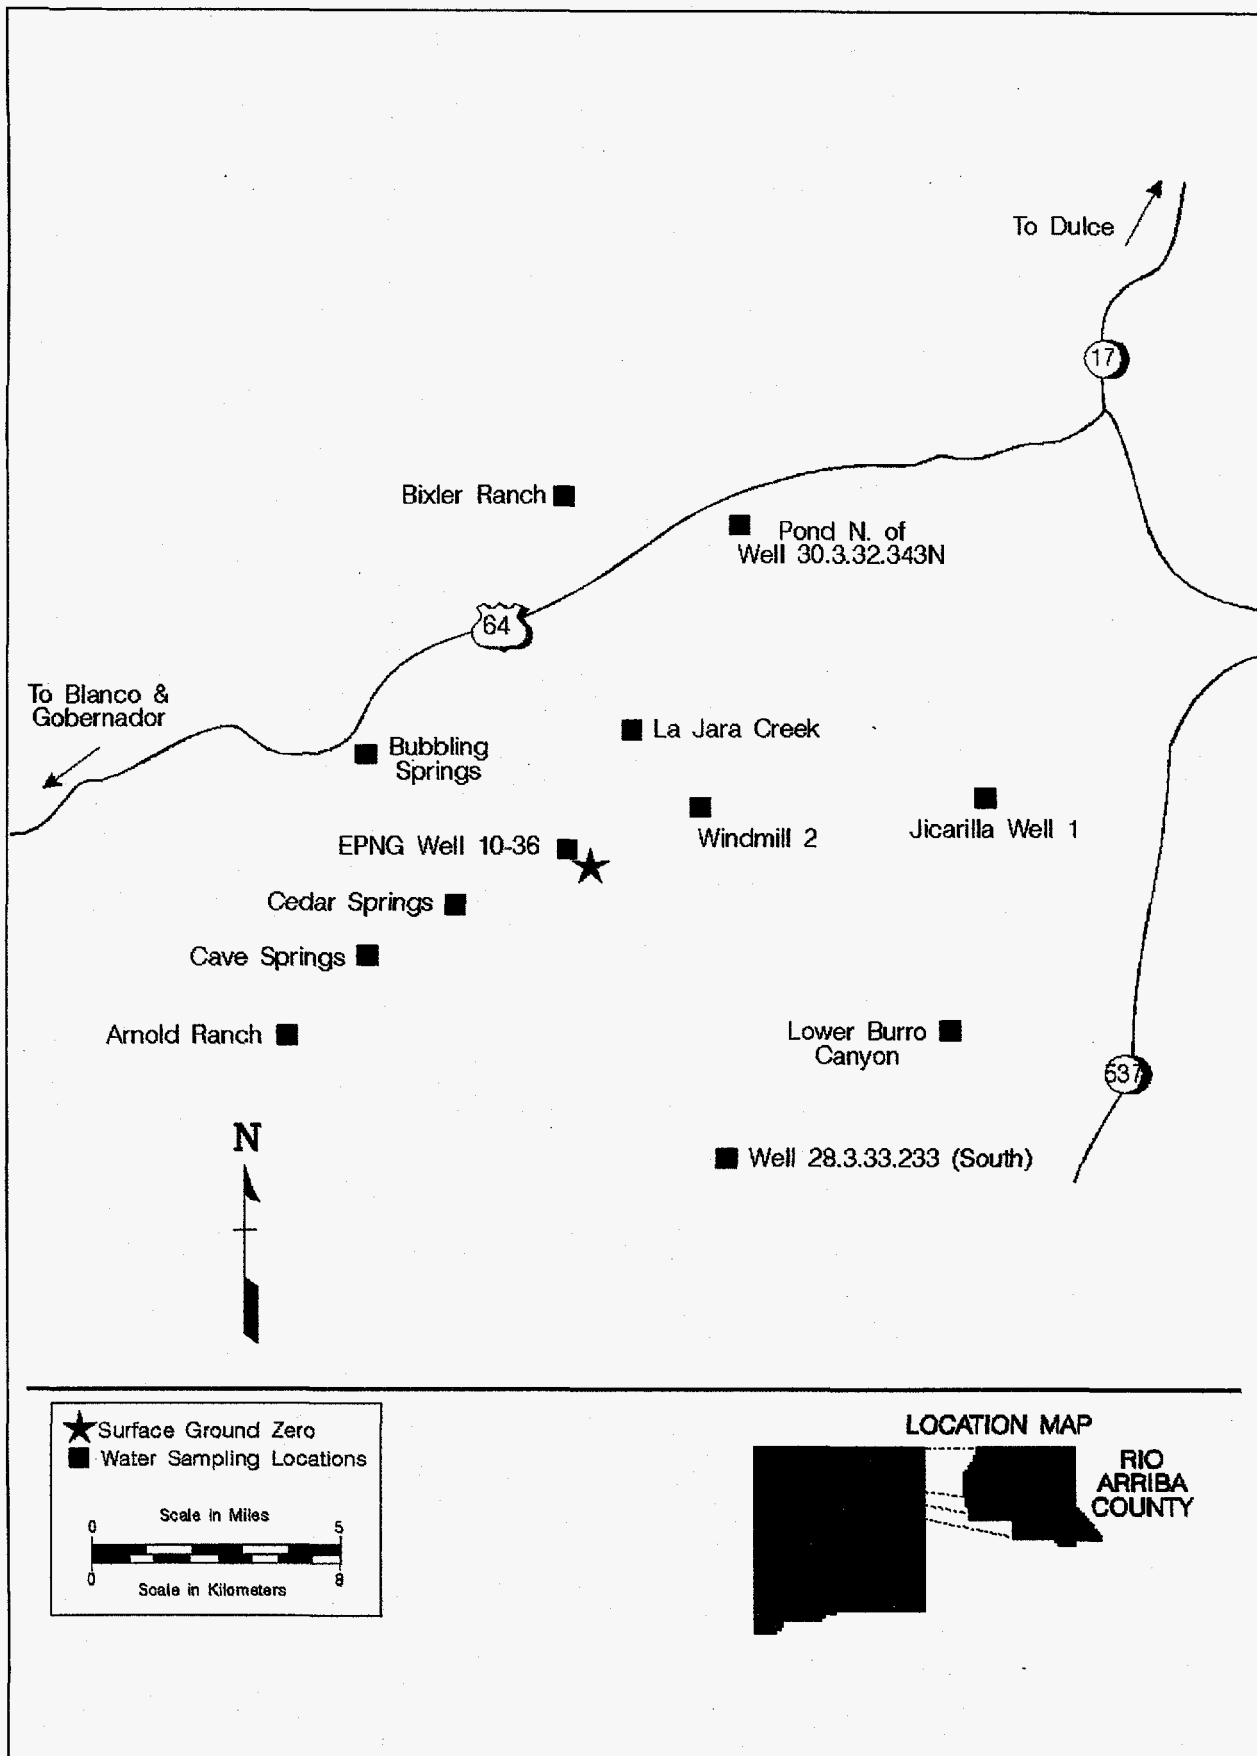 To Dulce
17
Bixler Ranch
Pond N. of
Well 30.3.32.343N
64
To Blanco &
Gobernador
La Jara Creek
Bubbling
Springs
Windmill 2
Jicarilla Well 1
EPNG Well 10-36
Cedar Springs
Cave Springs
Arnold Ranch
Lower Burro
Canyon
537
N
Well 28.3.33.233 (South)
Surface Ground Zero
Water Sampling Locations
Scale in Miles
0 5
0 8
Scale in Kilometers
LOCATION MAP
RIO
ARRIBA
COUNTY